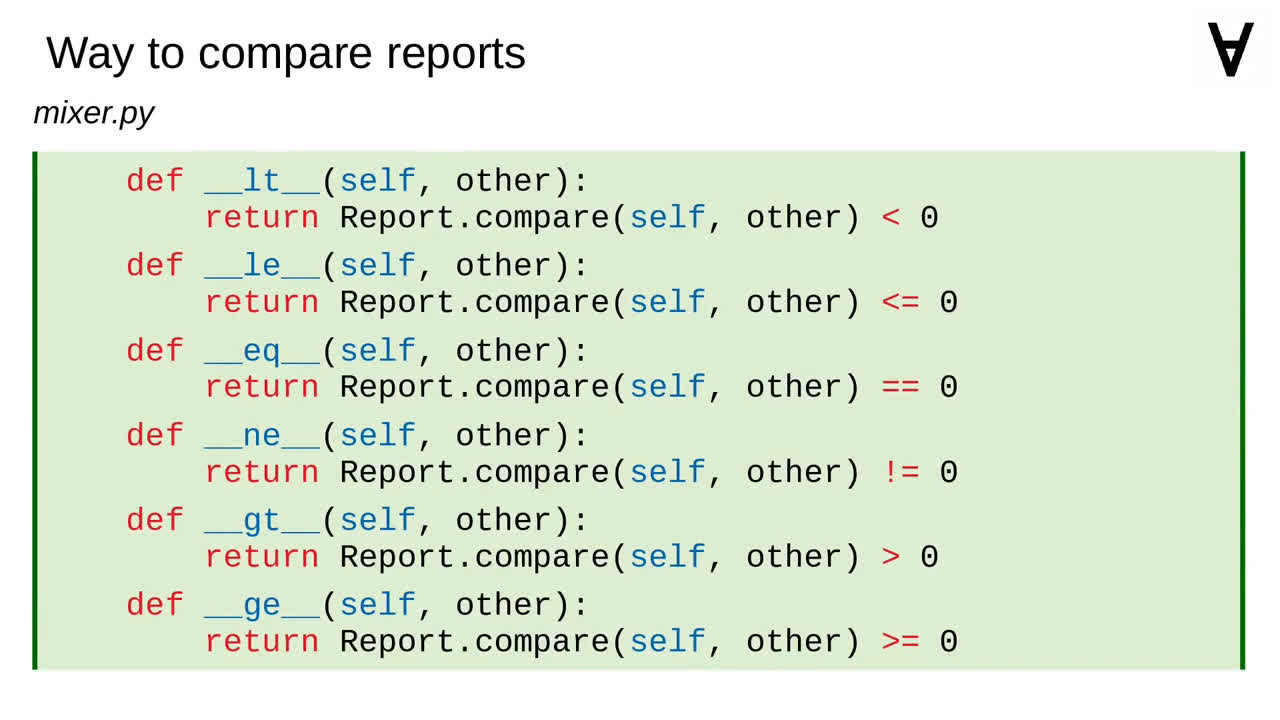 Way to compare reports
∀
mixer.py
def __lt__(self, other):
    return Report.compare(self, other) < 0
def __le__(self, other):
    return Report.compare(self, other) <= 0
def __eq__(self, other):
    return Report.compare(self, other) == 0
def __ne__(self, other):
    return Report.compare(self, other) != 0
def __gt__(self, other):
    return Report.compare(self, other) > 0
def __ge__(self, other):
    return Report.compare(self, other) >= 0